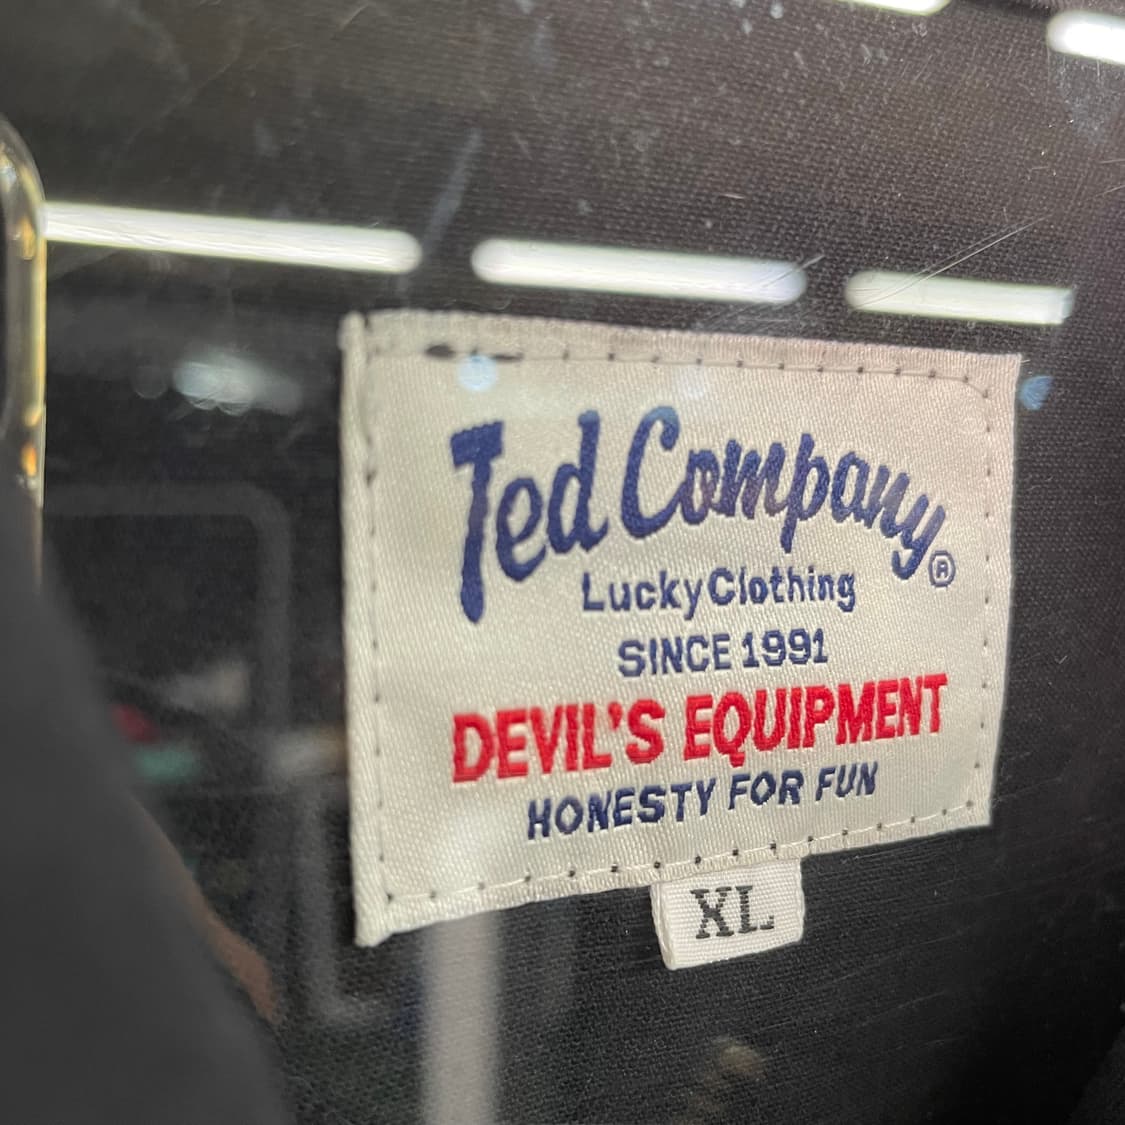 Ted Company®
Lucky Clothing
SINCE 1991
DEVIL'S EQUIPMENT
HONESTY FOR FUN
XL